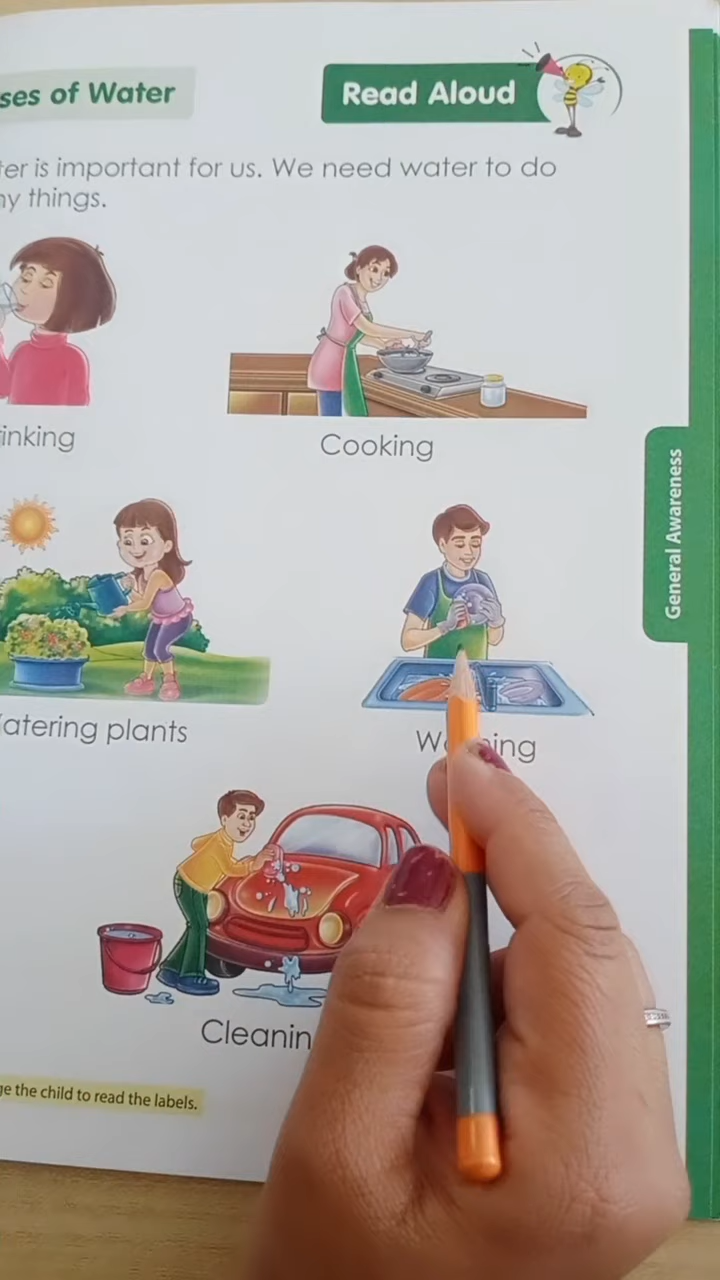 ses of Water
Read Aloud
ter is important for us. We need water to do
ny things.
inking
Cooking
atering plants
W ing
Cleanin
General Awareness
ge the child to read the labels.